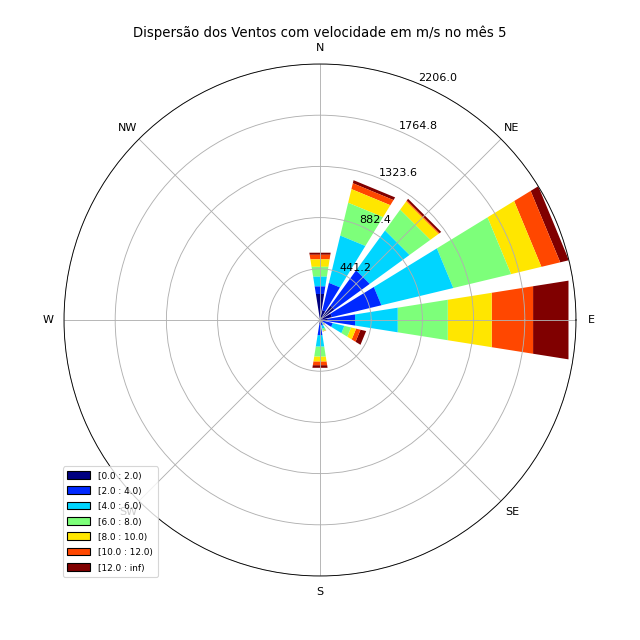 Dispersão dos Ventos com velocidade em m/s no mês 5
N
2206.0
NW
1764.8
NE
1323.6
882.4
441.2
W
E
[0.0 : 2.0)
[2.0 : 4.0)
[4.0 : 6.0)
SW
SE
[6.0 : 8.0)
[8.0 : 10.0)
[10.0 : 12.0)
[12.0 : inf)
S